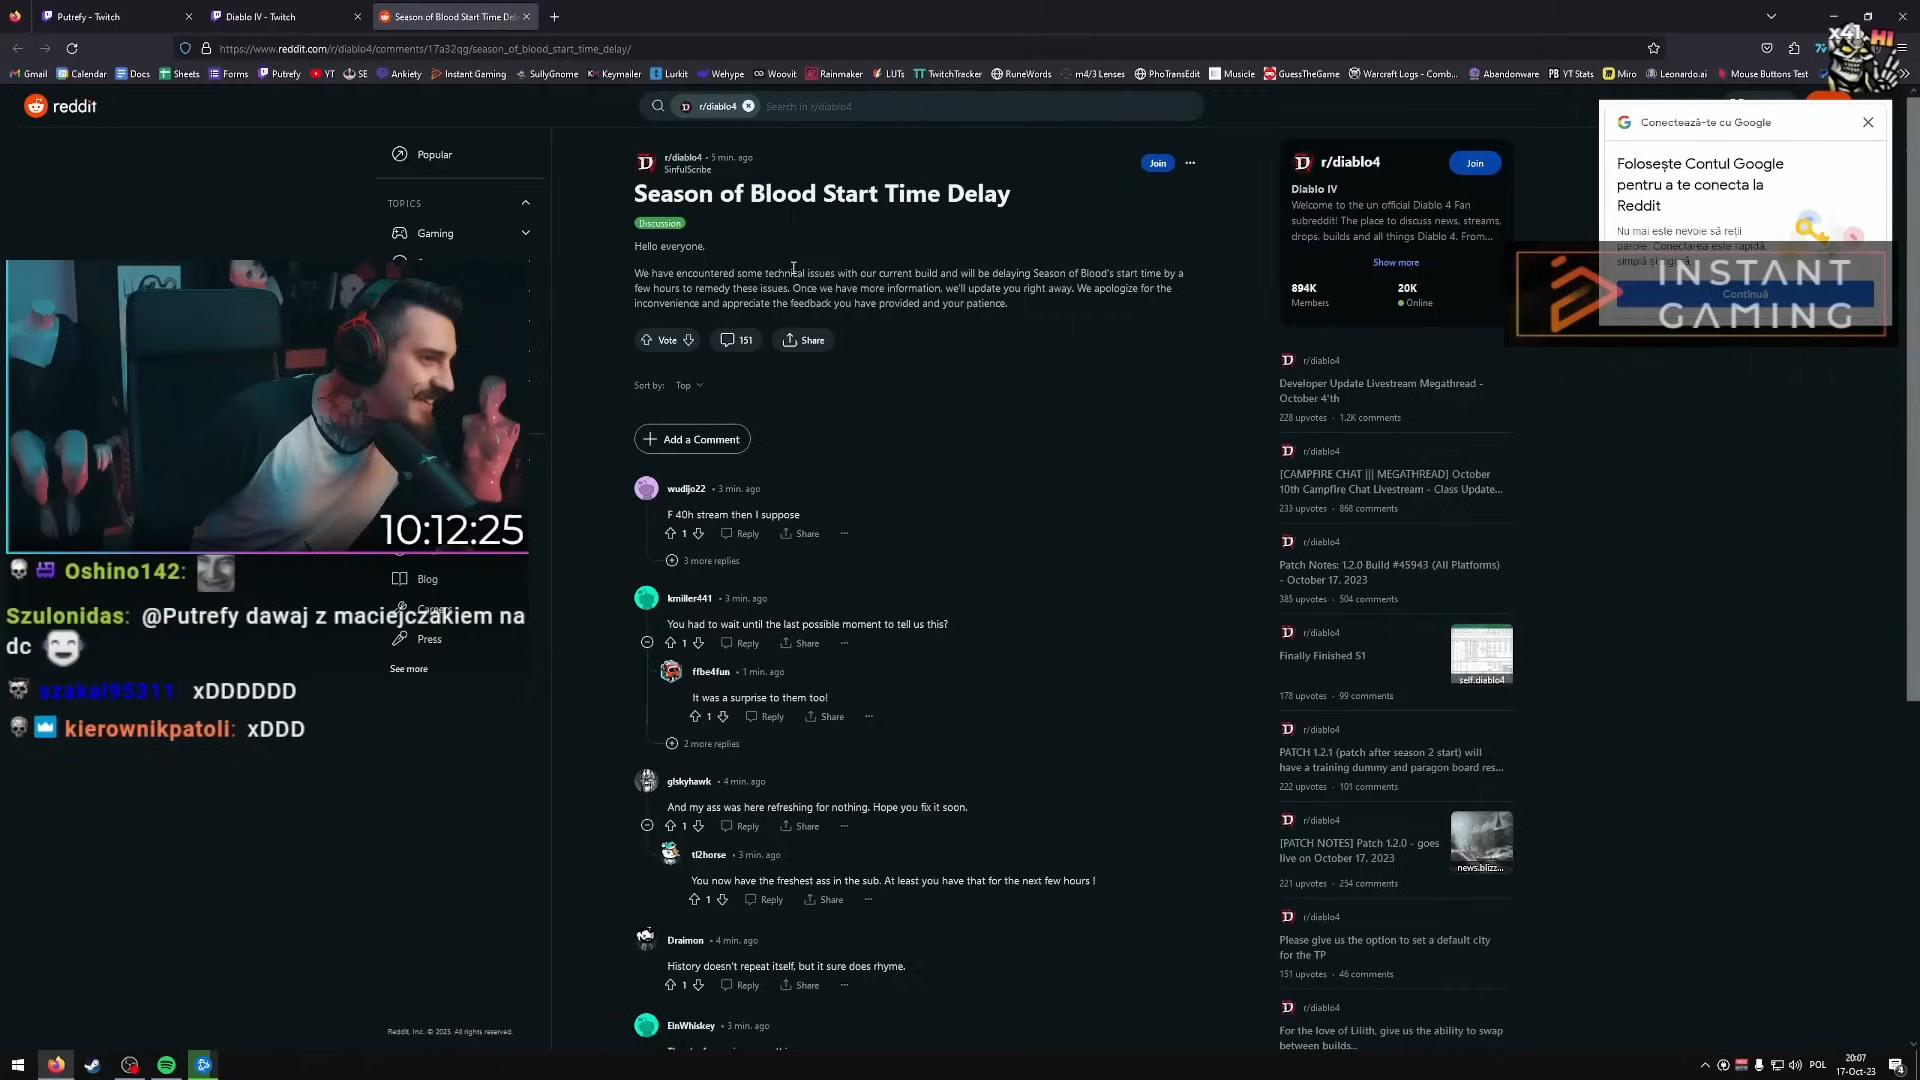 Putrefy - Twitch
Diablo IV - Twitch
Season of Blood Start Time Del
https://www.reddit.com/r/diablo4/comments/17a32qg/season_of_blood_start_time_delay/
Gmail
Calendar
Docs
Sheets
Forms
Putrefy
YT
SE
Ankiety
Instant Gaming
SullyGnome
Keymailer
Lurkit
Wehype
Woovit
Rainmaker
LUTs
TwitchTracker
RuneWords
m4/3 Lenses
PhoTransEdit
Musicle
GuessTheGame
Warcraft Logs - Comb...
Abandonware
YT Stats
Miro
Leonardo.ai
Mouse Buttons Test
x41
HI
reddit
r/diablo4
Search in r/diablo4
Popular
TOPICS
Gaming
Blog
Press
See more
Reddit, Inc. © 2023. All rights reserved.
10:12:25
Oshino142:
Szulonidas: @Putrefy dawaj z maciejczakiem na
dc
szakal95311 xDDDDDD
kierownikpatoli: xDDD
r/diablo4 • 5 min. ago
SinfulScribe
Join
Season of Blood Start Time Delay
Discussion
Hello everyone,
We have encountered some technical issues with our current build and will be delaying Season of Blood's start time by a
few hours to remedy these issues. Once we have more information, we'll update you right away. We apologize for the
inconvenience and appreciate the feedback you have provided and your patience.
Vote
151
Share
Sort by: Top
Add a Comment
wudijo22 • 3 min. ago
F 40h stream then I suppose
1 Reply Share
3 more replies
kmiller441 • 3 min. ago
You had to wait until the last possible moment to tell us this?
1 Reply Share
ffbe4fun • 1 min. ago
It was a surprise to them too!
1 Reply Share
2 more replies
glskyhawk • 4 min. ago
And my ass was here refreshing for nothing. Hope you fix it soon.
1 Reply Share
tl2horse • 3 min. ago
You now have the freshest ass in the sub. At least you have that for the next few hours !
1 Reply Share
Draimon • 4 min. ago
History doesn't repeat itself, but it sure does rhyme.
1 Reply Share
ElnWhiskey • 3 min. ago
r/diablo4
Join
Diablo IV
Welcome to the un official Diablo 4 Fan
subreddit! The place to discuss news, streams,
drops, builds and all things Diablo 4. From...
Show more
894K
20K
Members
Online
r/diablo4
Developer Update Livestream Megathread -
October 4'th
228 upvotes · 1.2K comments
r/diablo4
[CAMPFIRE CHAT ||| MEGATHREAD] October
10th Campfire Chat Livestream - Class Update...
233 upvotes · 868 comments
r/diablo4
Patch Notes: 1.2.0 Build #45943 (All Platforms)
- October 17, 2023
385 upvotes · 504 comments
r/diablo4
Finally Finished S1
self.diablo4
178 upvotes · 99 comments
r/diablo4
PATCH 1.2.1 (patch after season 2 start) will
have a training dummy and paragon board res...
222 upvotes · 101 comments
r/diablo4
[PATCH NOTES] Patch 1.2.0 - goes
live on October 17, 2023
news.blizz...
221 upvotes · 254 comments
r/diablo4
Please give us the option to set a default city
for the TP
151 upvotes · 46 comments
r/diablo4
For the love of Lilith, give us the ability to swap
between builds...
Conectează-te cu Google
Folosește Contul Google
pentru a te conecta la
Reddit
Nu mai este nevoie să reții
parole. Conectarea este rapidă,
Continuă
INSTANT
GAMING
POL
20:07
17-Oct-23
4